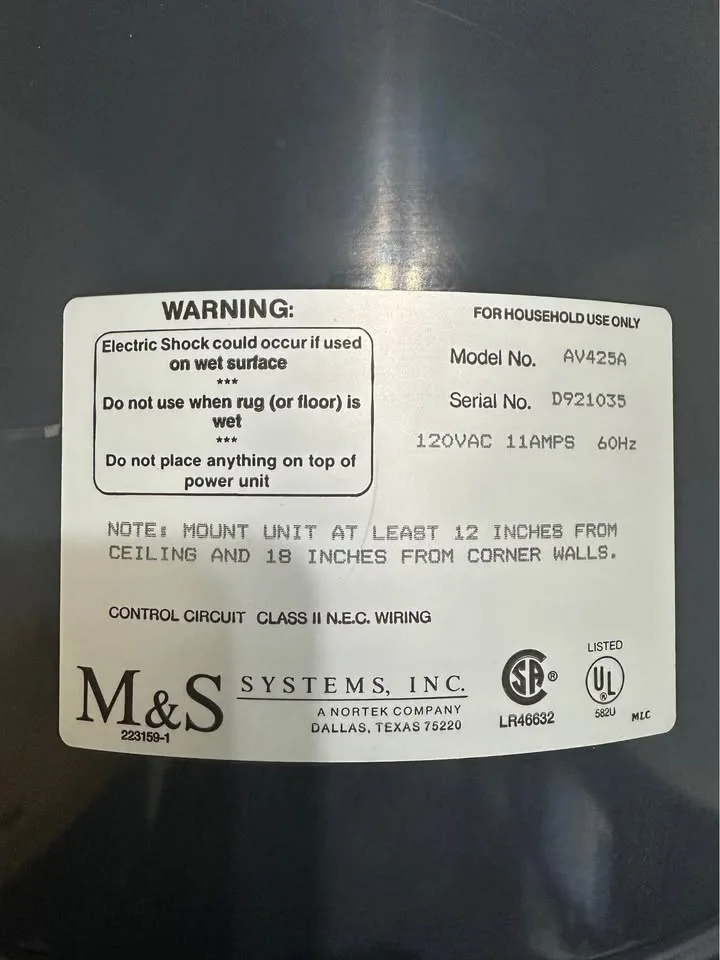 WARNING:
Electric Shock could occur if used
on wet surface
***
Do not use when rug (or floor) is
wet
***
Do not place anything on top of
power unit
FOR HOUSEHOLD USE ONLY
Model No. AV425A
Serial No. D921035
120VAC 11AMPS 60Hz
NOTE: MOUNT UNIT AT LEAST 12 INCHES FROM
CEILING AND 18 INCHES FROM CORNER WALLS.
CONTROL CIRCUIT CLASS II N.E.C. WIRING
M&S SYSTEMS, INC.
A NORTEK COMPANY
DALLAS, TEXAS 75220
223159-1
SA ®
LR46632
LISTED
UL ®
582U
MLC